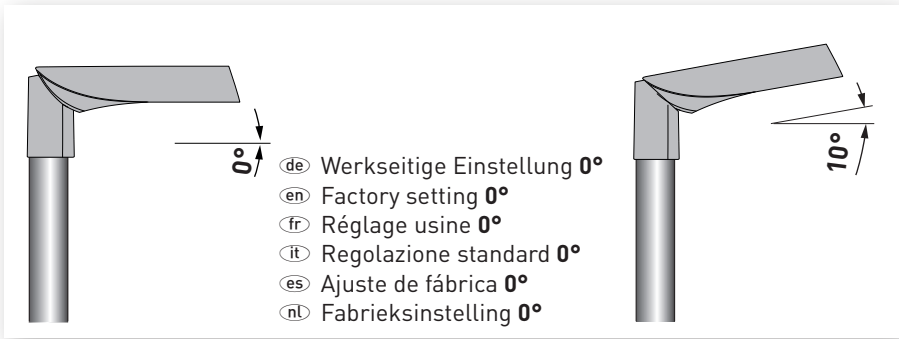 0°
de Werkseitige Einstellung 0°
en Factory setting 0°
fr Réglage usine 0°
it Regolazione standard 0°
es Ajuste de fábrica 0°
nl Fabrieksinstelling 0°
10°